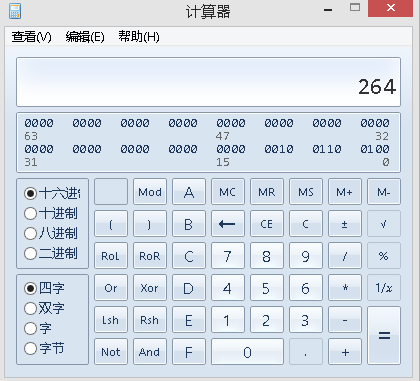 计算器
查看(V) 编辑(E) 帮助(H)
264
0000 0000 0000 0000 0000 0000 0000 0000
63 47 32
0000 0000 0000 0000 0000 0010 0110 0100
31 15 0
十六进制 Mod A MC MR MS M+ M-
十进制 ( ) B ← CE C ± √
八进制
二进制 RoL RoR C 7 8 9 / %
四字 Or Xor D 4 5 6 * 1/x
双字
字 Lsh Rsh E 1 2 3 - =
字节 Not And F 0 . +